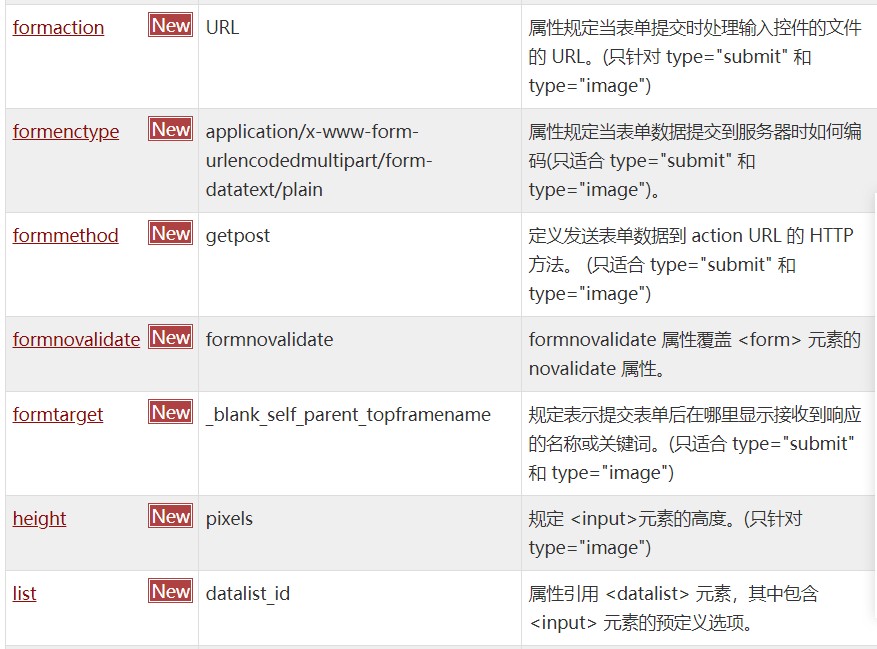 formaction New URL 属性规定当表单提交时处理输入控件的文件
的 URL。(只针对 type="submit" 和
type="image")
formenctype New application/x-www-form- 属性规定当表单数据提交到服务器时如何编
urlencodedmultipart/form- 码(只适合 type="submit" 和
datatext/plain type="image")。
formmethod New getpost 定义发送表单数据到 action URL 的 HTTP
方法。 (只适合 type="submit" 和
type="image")
formnovalidate New formnovalidate formnovalidate 属性覆盖 <form> 元素的
novalidate 属性。
formtarget New _blank_self_parent_topframename 规定表示提交表单后在哪里显示接收到响应
的名称或关键词。(只适合 type="submit"
和 type="image")
height New pixels 规定 <input>元素的高度。(只针对
type="image")
list New datalist_id 属性引用 <datalist> 元素，其中包含
<input> 元素的预定义选项。